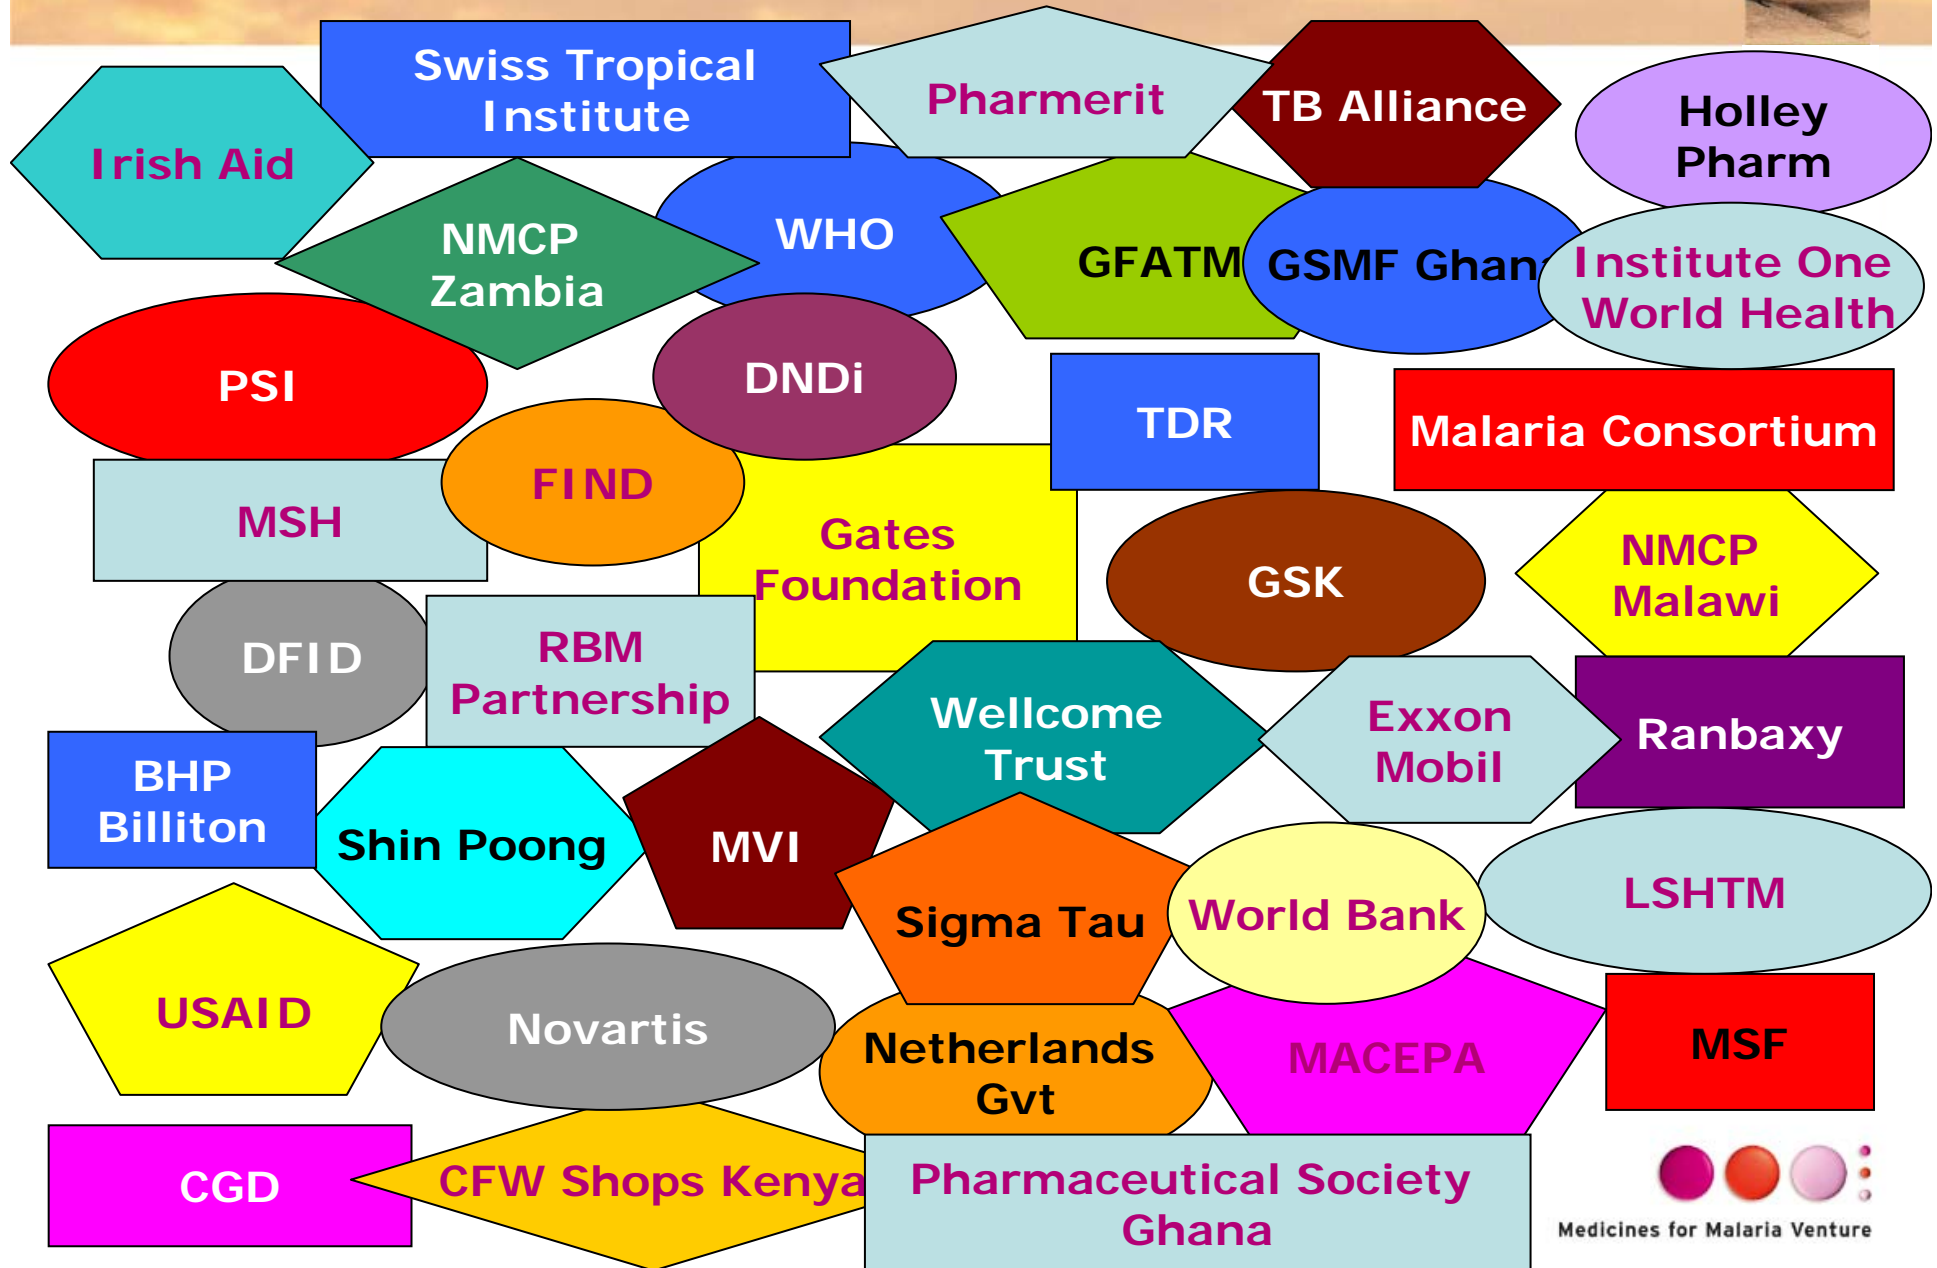 Swiss Tropical
Institute
Pharmerit
TB Alliance
Holley
Pharm
Irish Aid
NMCP
Zambia
WHO
GFATM
GSMF Ghan
Institute One
World Health
PSI
DNDi
TDR
Malaria Consortium
MSH
FIND
Gates
Foundation
GSK
NMCP
Malawi
DFID
RBM
Partnership
Wellcome
Trust
Exxon
Mobil
Ranbaxy
BHP
Billiton
Shin Poong
MVI
Sigma Tau
World Bank
LSHTM
USAID
Novartis
Netherlands
Gvt
MACEPA
MSF
CGD
CFW Shops Kenya
Pharmaceutical Society
Ghana
Medicines for Malaria Venture